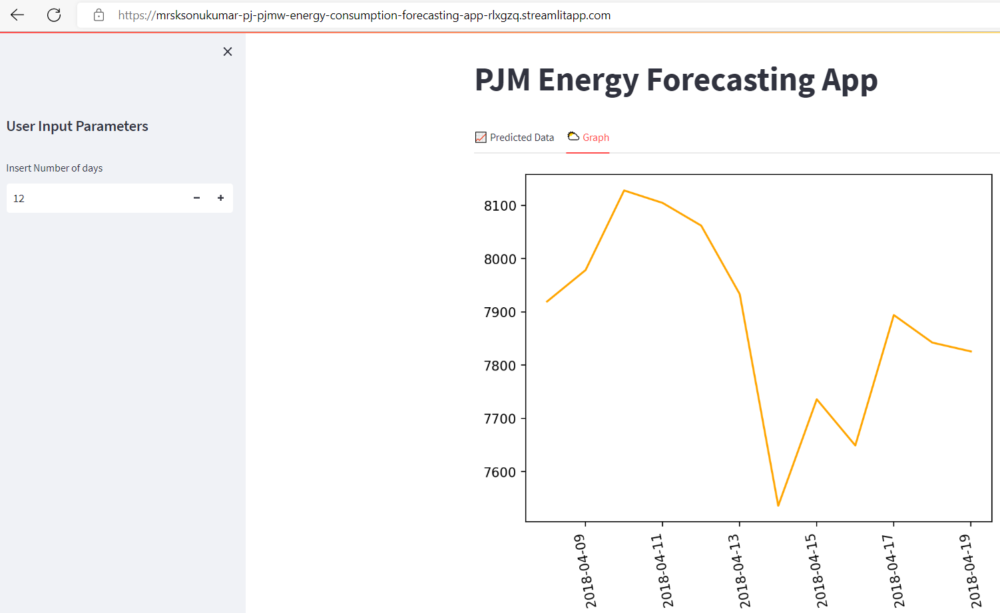 https://mrsksonukumar-pj-pjmw-energy-consumption-forecasting-app-rlxgzq.streamlitapp.com
User Input Parameters
Insert Number of days
12
PJM Energy Forecasting App
Predicted Data
Graph
8100
8000
7900
7800
7700
7600
2018-04-09
2018-04-11
2018-04-13
2018-04-15
2018-04-17
2018-04-19